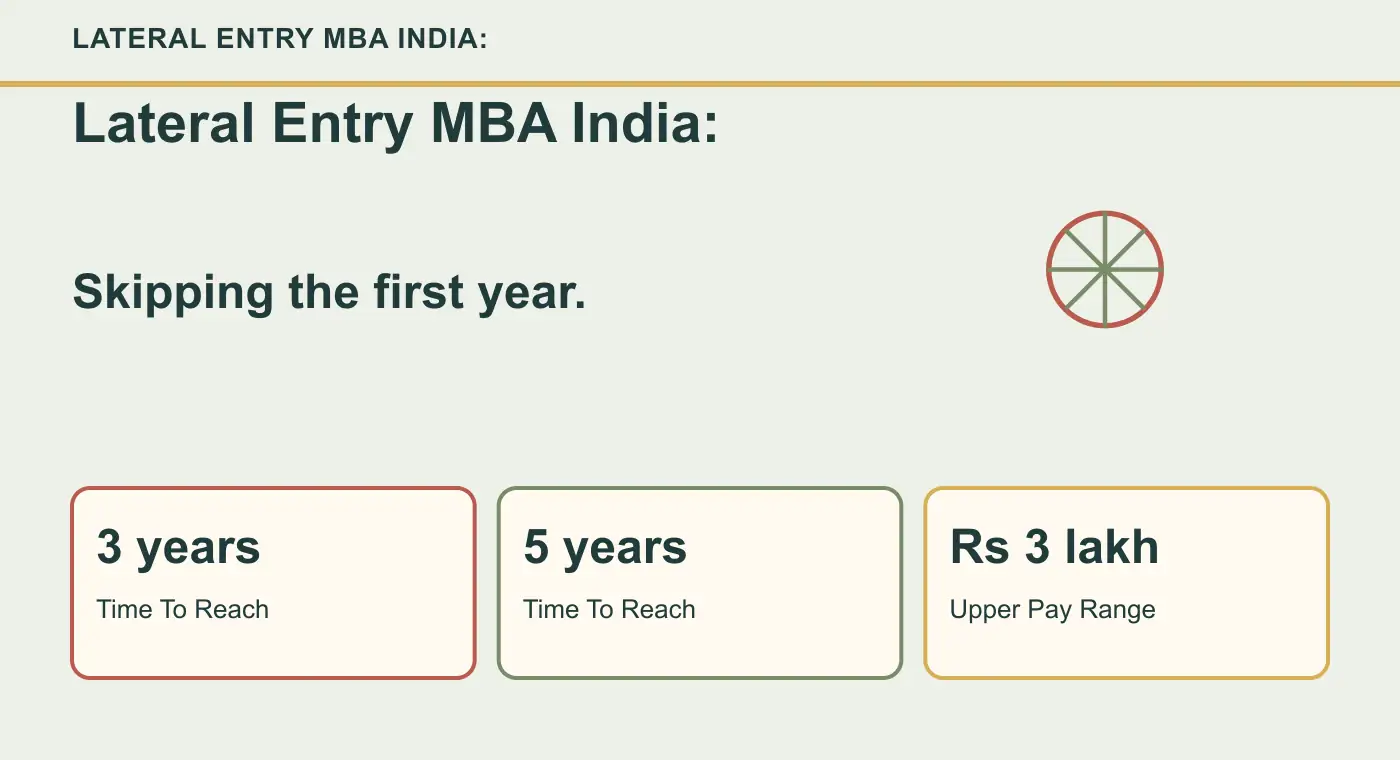 LATERAL ENTRY MBA INDIA:
Lateral Entry MBA India:
Skipping the first year.
3 years
Time To Reach
5 years
Time To Reach
Rs 3 lakh
Upper Pay Range